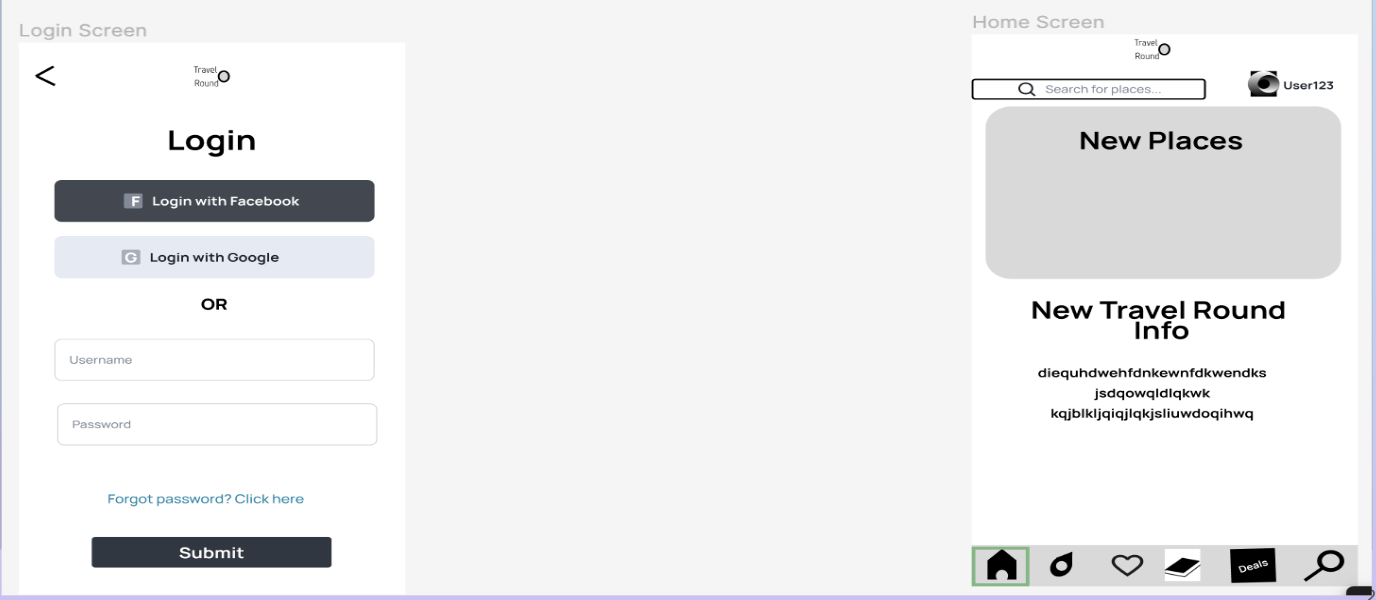 Login Screen
Travel
Round
Login
F Login with Facebook
G Login with Google
OR
Username
Password
Forgot password? Click here
Submit
Home Screen
Travel
Round
Search for places...
User123
New Places
New Travel Round
Info
diequhdwehfdnkewnfdkwendks
jsdqowqldlqkwk
kqjblkljqiqjlqkjsliuwdoqihwq
Deals